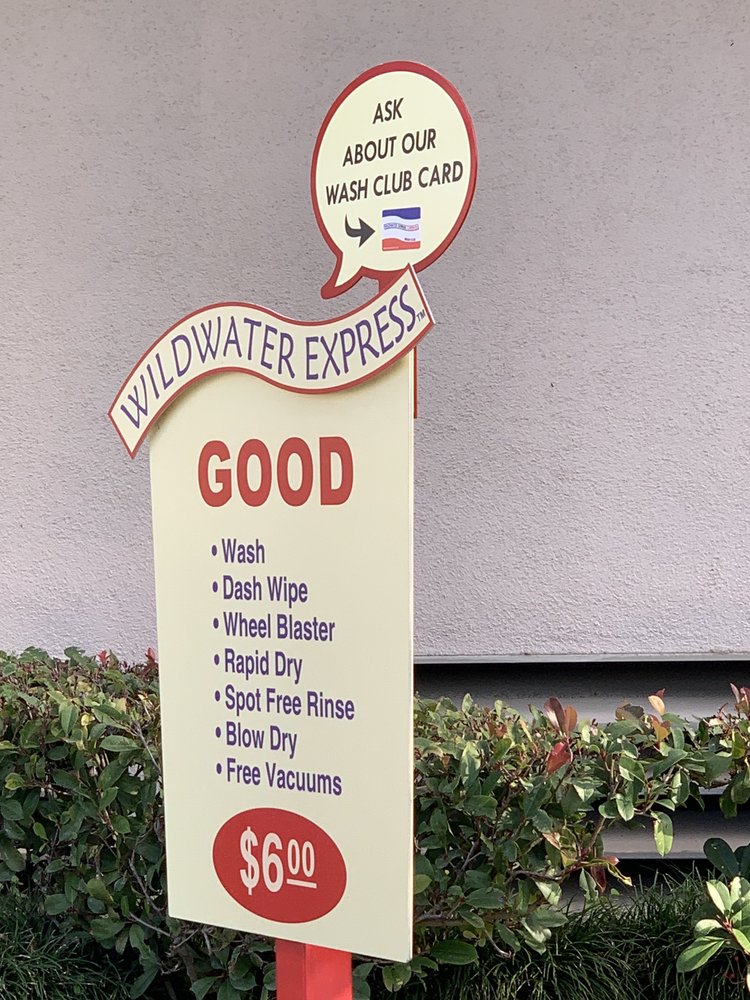 ASK
ABOUT OUR
WASH CLUB CARD
WILDWATER EXPRESS™
GOOD
• Wash
• Dash Wipe
• Wheel Blaster
• Rapid Dry
• Spot Free Rinse
• Blow Dry
• Free Vacuums
$6.00